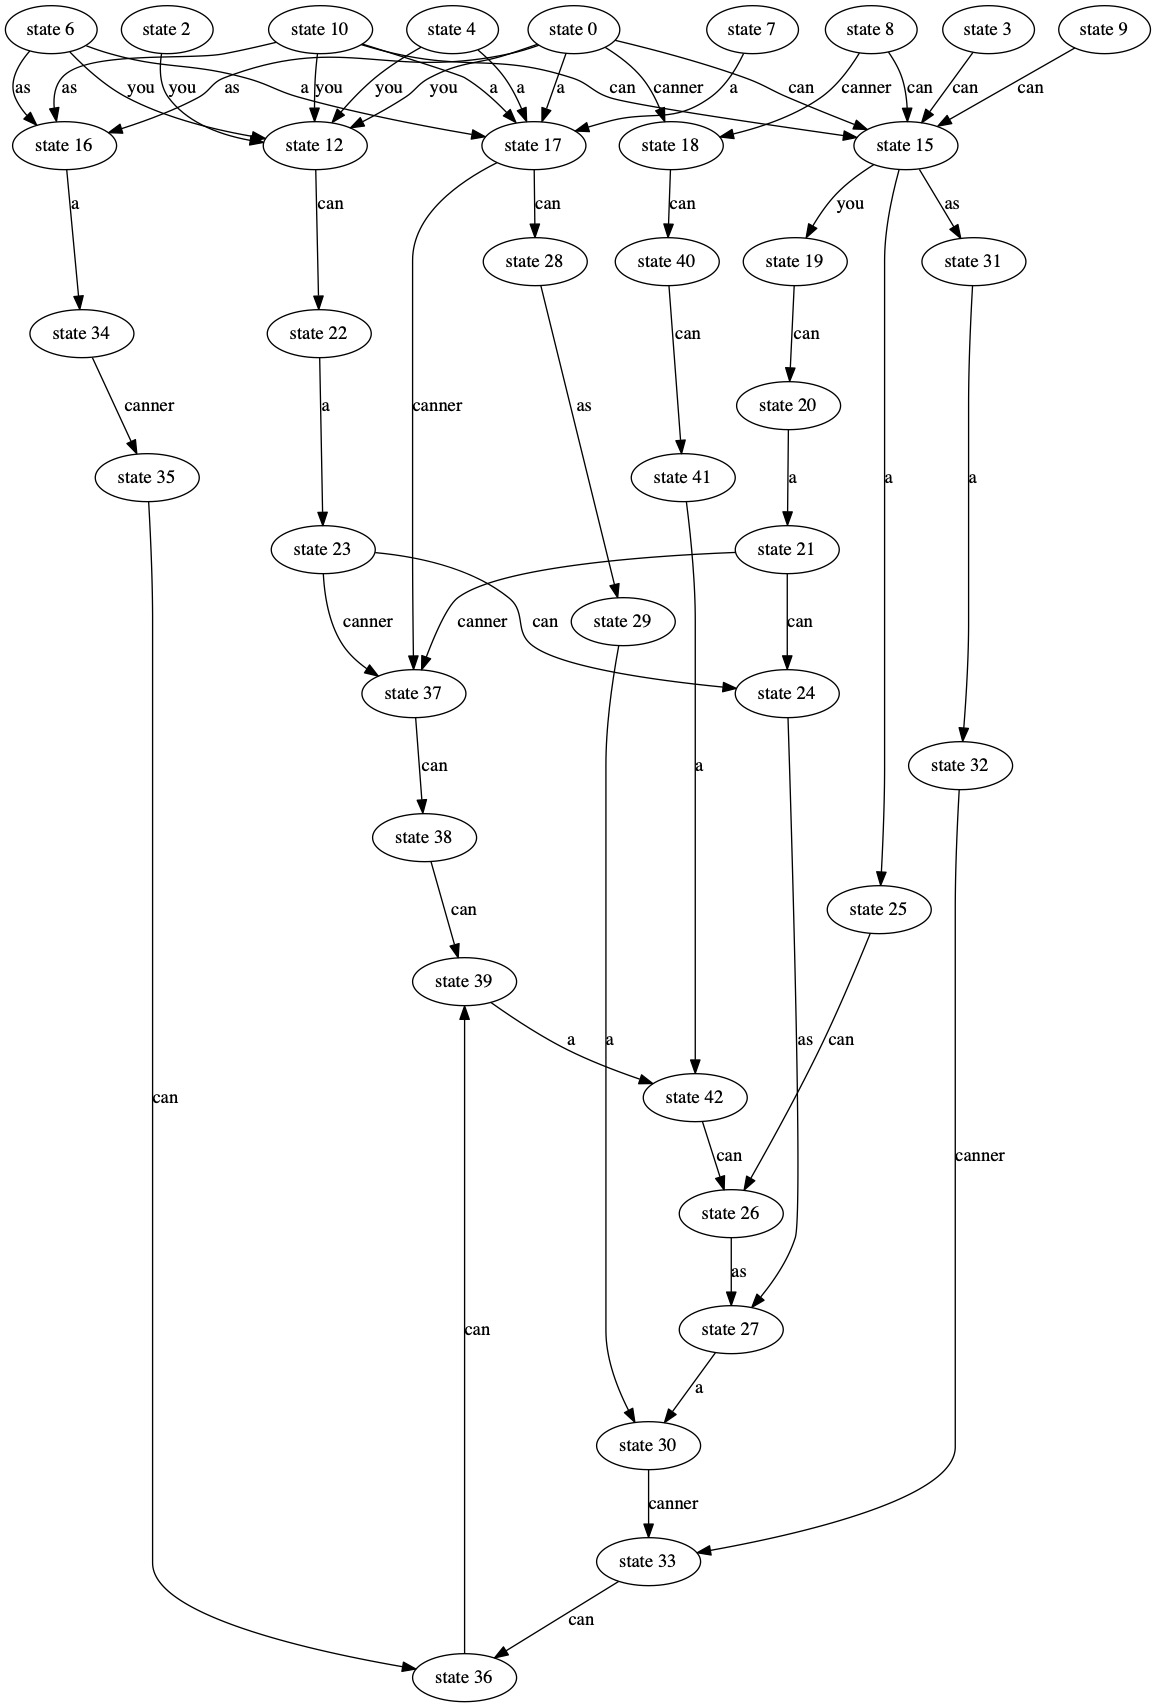 state 6 state 2 state 10 state 4 state 0 state 7 state 8 state 3 state 9
as as you you as a you you you a a a can canner can canner can can can
state 16 state 12 state 17 state 18 state 15
a can can can you as
state 28 state 40 state 19 state 31
state 34 state 22 can can
canner a canner as state 20 a a
state 35 state 41 a
state 23 state 21
canner canner can state 29 can
state 37 state 24
can a state 32
state 38
can state 25
state 39
a a as can
can state 42
can canner
state 26
as
can state 27
a
state 30
canner
state 33
can
state 36